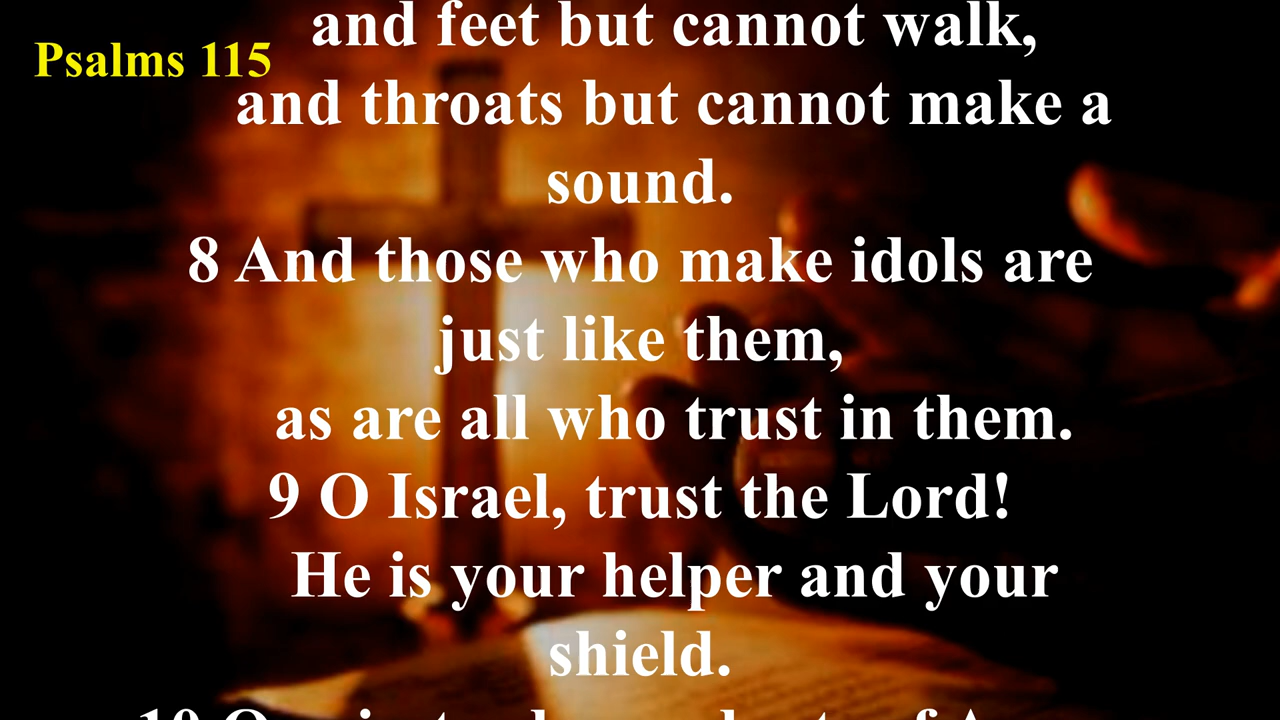 and feet but cannot walk,
Psalms 115
and throats but cannot make a
sound.
8 And those who make idols are
just like them,
as are all who trust in them.
9 O Israel, trust the Lord!
He is your helper and your
shield.